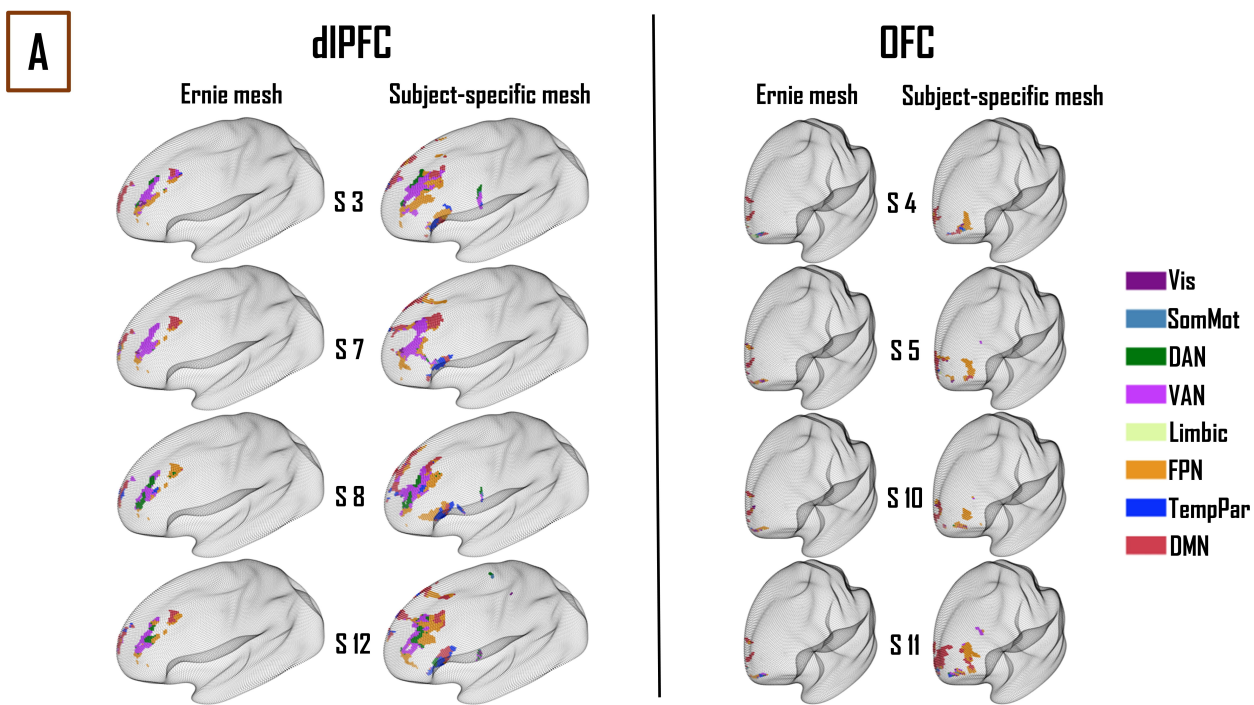 A
dlPFC
OFC
Ernie mesh
Subject-specific mesh
Ernie mesh
Subject-specific mesh
S 3
S 4
S 7
S 5
S 8
S 10
S 12
S 11
Vis
SomMot
DAN
VAN
Limbic
FPN
TempPar
DMN